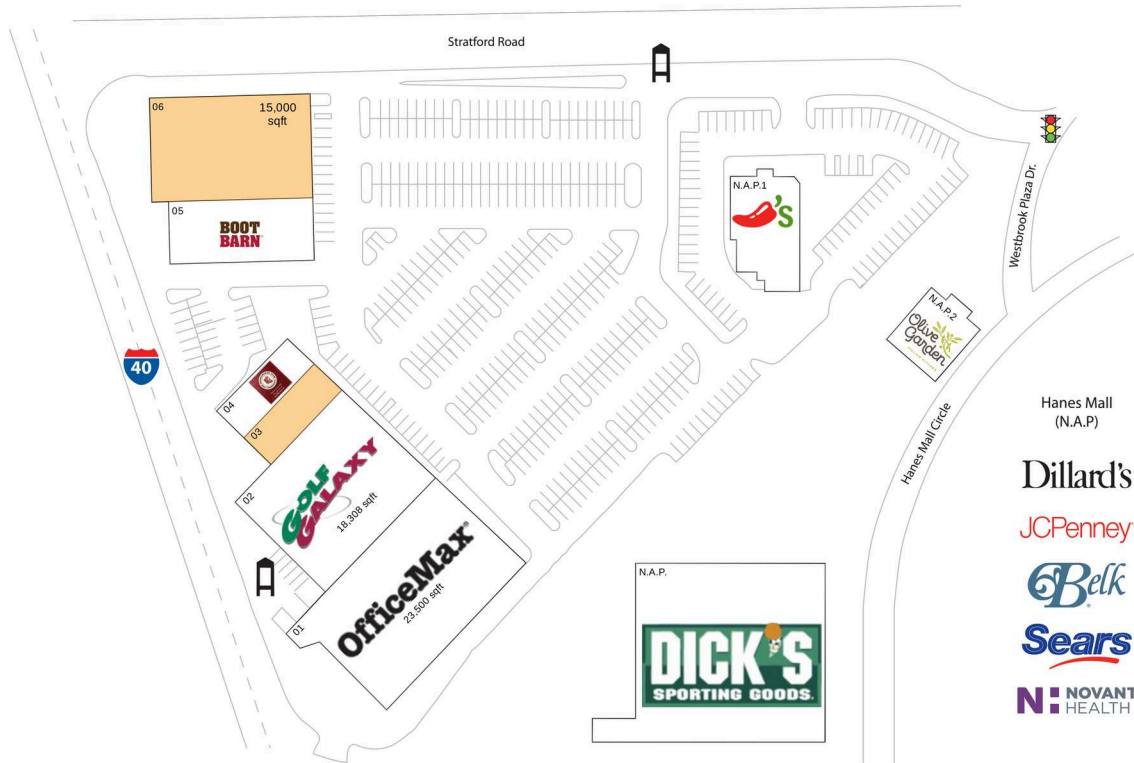 Stratford Road
06
15,000
sqft
05
BOOT
BARN
N.A.P.1
'S
Westbrook Plaza Dr.
N.A.P.2
Olive
Garden
40
04
03
02
GOLF
GALAXY
18,308 sqft
01
OfficeMax®
23,500 sqft
N.A.P.
DICK'S
SPORTING GOODS.
Hanes Mall Circle
Hanes Mall
(N.A.P)
Dillard's
JCPenney
Belk
Sears
N: NOVANT
HEALTH